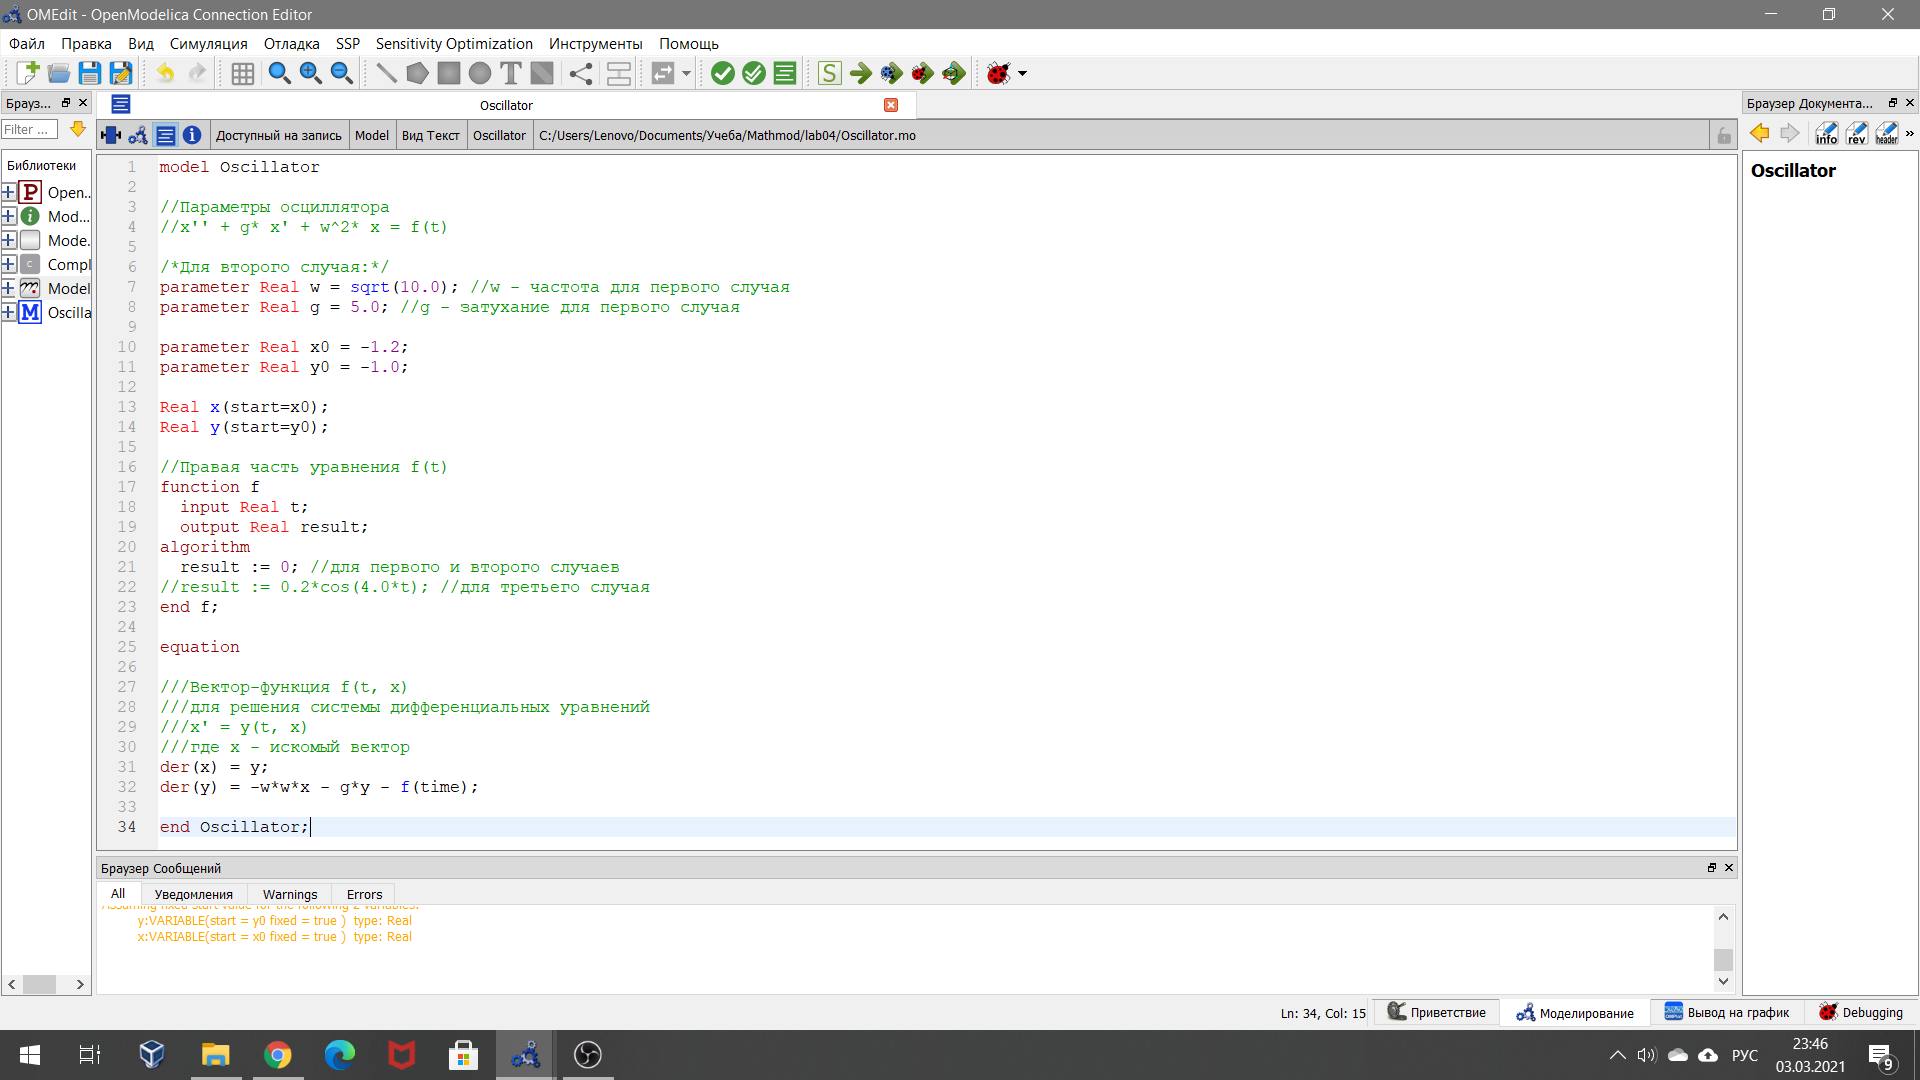 OMEdit - OpenModelica Connection Editor
Файл Правка Вид Симуляция Отладка SSP Sensitivity Optimization Инструменты Помощь
Брауз...
Oscillator
Браузер Документа...
Filter ...
Доступный на запись Model Вид Текст Oscillator C:/Users/Lenovo/Documents/Учеба/Mathmod/lab04/Oscillator.mo
info rev header »
Библиотеки
P Open...
i Mod...
Mode.
C Compl
Model
M Oscilla
Oscillator
1 model Oscillator
2
3 //Параметры осциллятора
4 //x'' + g* x' + w^2* x = f(t)
5
6 /*Для второго случая:*/
7 parameter Real w = sqrt(10.0); //w - частота для первого случая
8 parameter Real g = 5.0; //g - затухание для первого случая
9
10 parameter Real x0 = -1.2;
11 parameter Real y0 = -1.0;
12
13 Real x(start=x0);
14 Real y(start=y0);
15
16 //Правая часть уравнения f(t)
17 function f
18   input Real t;
19   output Real result;
20 algorithm
21   result := 0; //для первого и второго случаев
22 //result := 0.2*cos(4.0*t); //для третьего случая
23 end f;
24
25 equation
26
27 ///Вектор-функция f(t, x)
28 ///для решения системы дифференциальных уравнений
29 ///x' = y(t, x)
30 ///где x - искомый вектор
31 der(x) = y;
32 der(y) = -w*w*x - g*y - f(time);
33
34 end Oscillator;
Браузер Сообщений
All Уведомления Warnings Errors
Assuming fixed start value for the following 2 variables:
y:VARIABLE(start = y0 fixed = true ) type: Real
x:VARIABLE(start = x0 fixed = true ) type: Real
Ln: 34, Col: 15 Приветствие Моделирование Вывод на график Debugging
РУС
23:46
03.03.2021
9